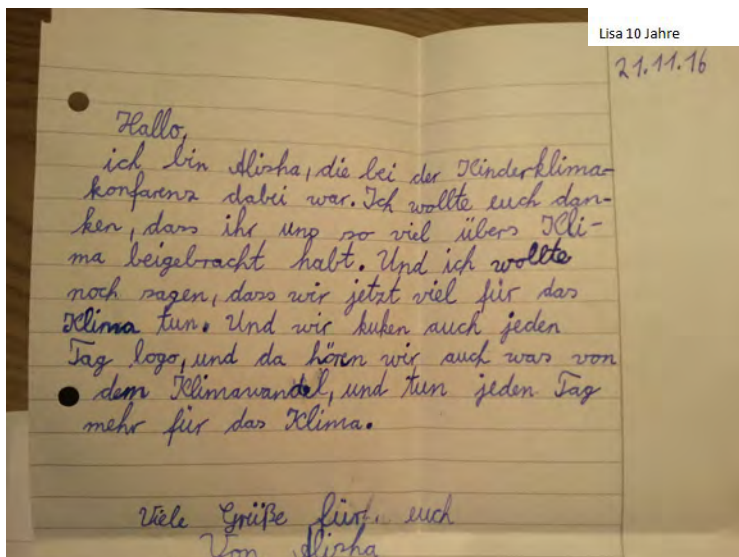 Lisa 10 Jahre
21.11.16
Hallo,
ich bin Alisha, die bei der Kinderklima-
konfarenz dabei war. Ich wollte euch dan-
ken, dass ihr uns so viel übers Kli-
ma beigebracht habt. Und ich wollte
noch sagen, dass wir jetzt viel für das
Klima tun. Und wir kuken auch jeden
Tag logo, und da hören wir auch was von
dem Klimawandel, und tun jeden Tag
mehr für das Klima.
Viele Grüße für euch
Von Alisha